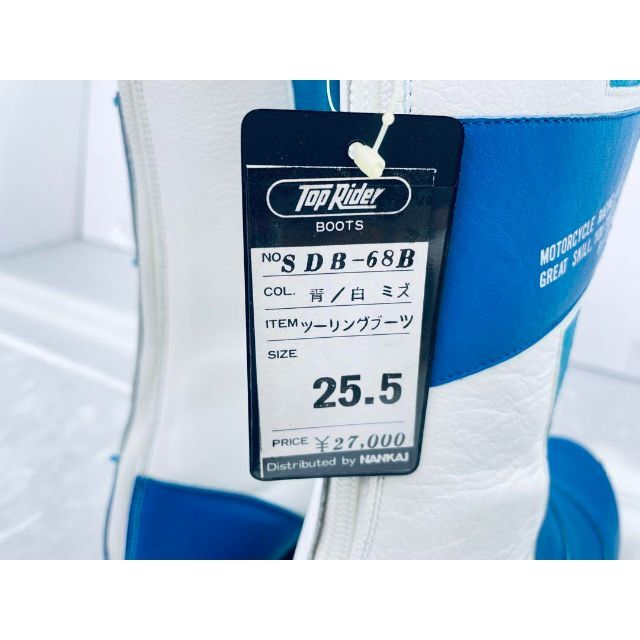 Top Rider
BOOTS
NO SDB-68B
COL. 青/白 ミズ
ITEM ツーリングブーツ
SIZE
25.5
PRICE ¥27,000
Distributed by NANKAI
MOTORCYCLE
GREAT SKILL,